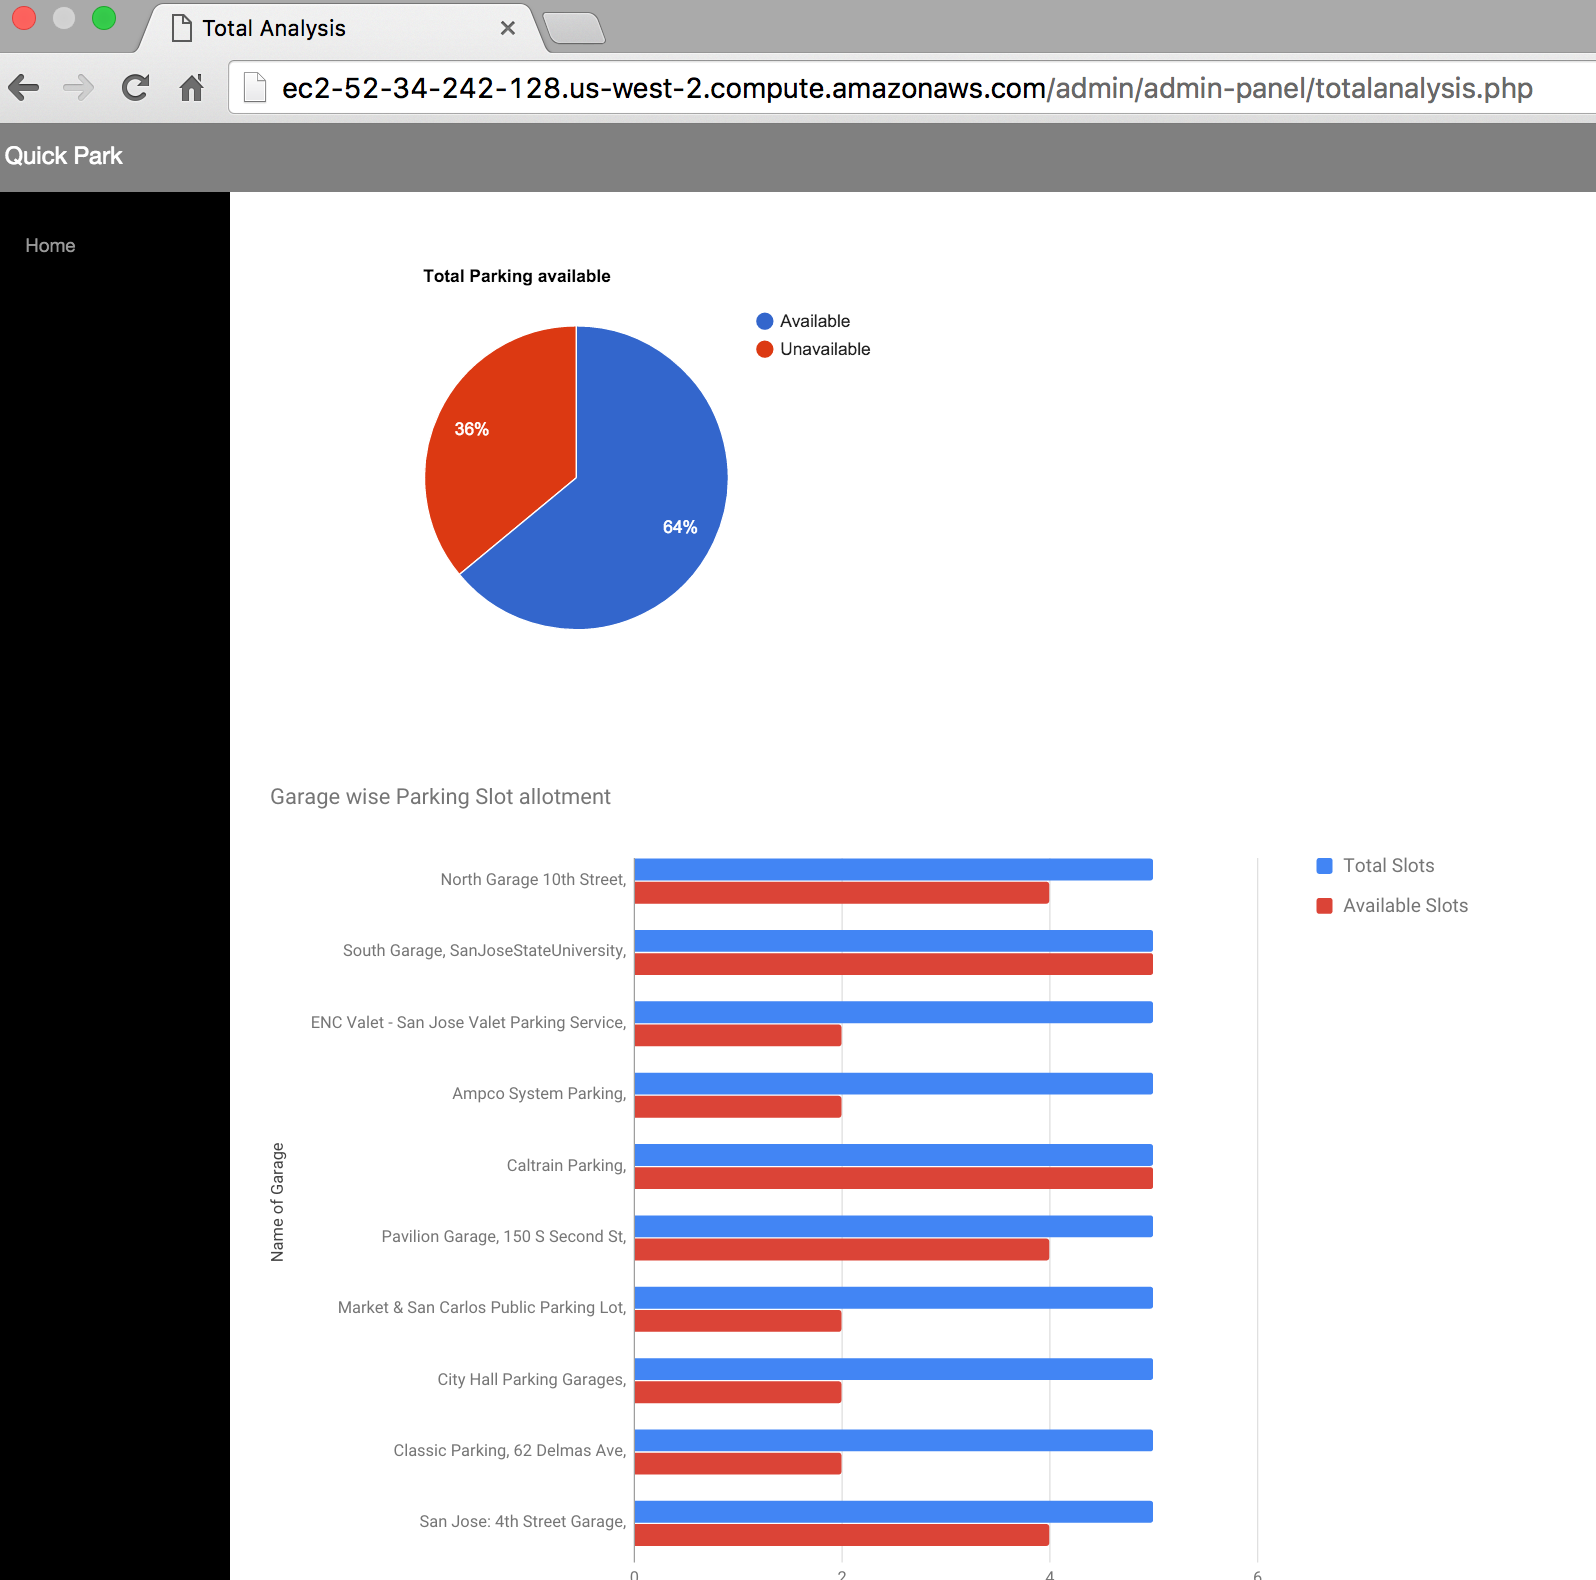 Total Analysis
ec2-52-34-242-128.us-west-2.compute.amazonaws.com/admin/admin-panel/totalanalysis.php
Quick Park
Home
Total Parking available
Available
Unavailable
36%
64%
Garage wise Parking Slot allotment
Total Slots
Available Slots
North Garage 10th Street,
South Garage, SanJoseStateUniversity,
ENC Valet - San Jose Valet Parking Service,
Ampco System Parking,
Caltrain Parking,
Pavilion Garage, 150 S Second St,
Market & San Carlos Public Parking Lot,
City Hall Parking Garages,
Classic Parking, 62 Delmas Ave,
San Jose: 4th Street Garage,
Name of Garage
0 2 4 6